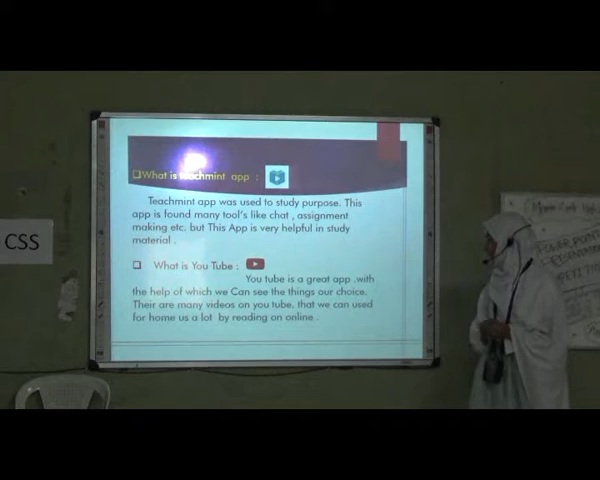 ❑What is teachmint app :
Teachmint app was used to study purpose. This
app is found many tool's like chat , assignment
making etc. but This App is very helpful in study
material .
❑ What is You Tube :
You tube is a great app .with
the help of which we Can see the things our choice.
Their are many videos on you tube. that we can used
for home us a lot by reading on online .
CSS
POWER POINT
PRESENTATION